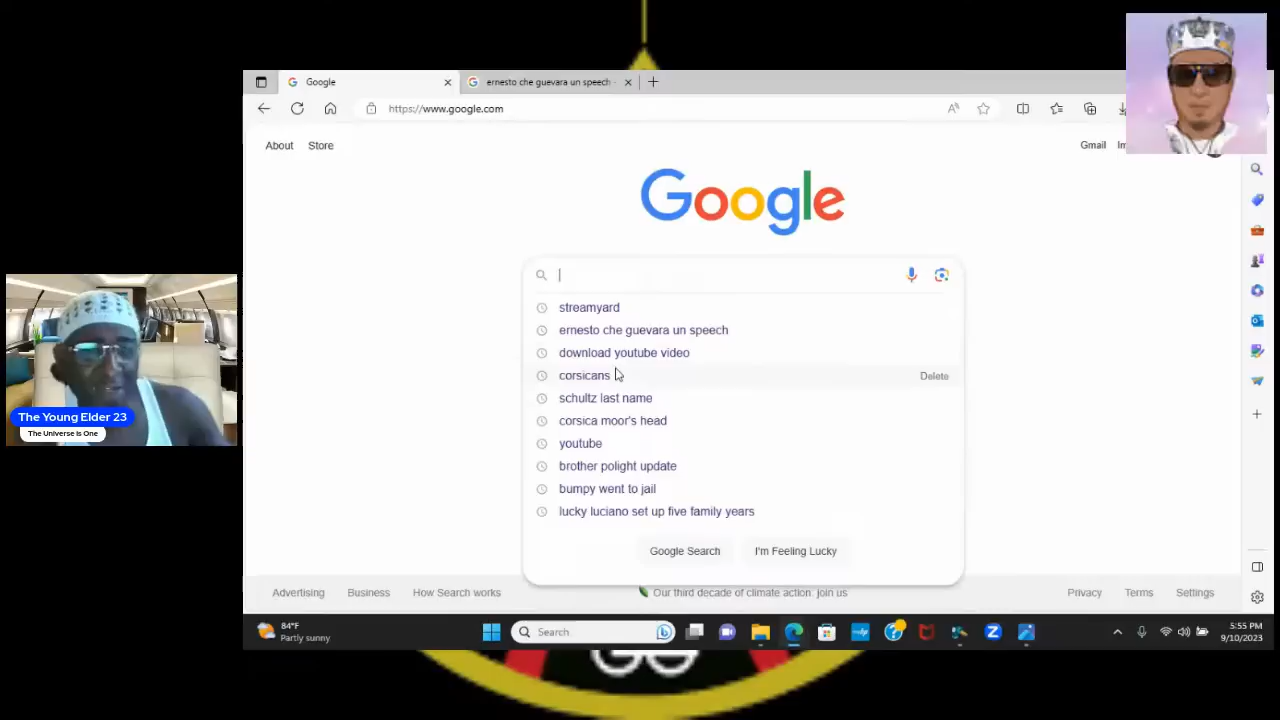 Google
ernesto che guevara un speech
https://www.google.com
About
Store
Gmail
Google
streamyard
ernesto che guevara un speech
download youtube video
corsicans
Delete
schultz last name
corsica moor's head
youtube
brother polight update
bumpy went to jail
lucky luciano set up five family years
Google Search
I'm Feeling Lucky
Advertising
Business
How Search works
Our third decade of climate action: join us
Privacy
Terms
Settings
The Young Elder 23
The Universe is One
84°F
Partly sunny
Search
5:55 PM
9/10/2023